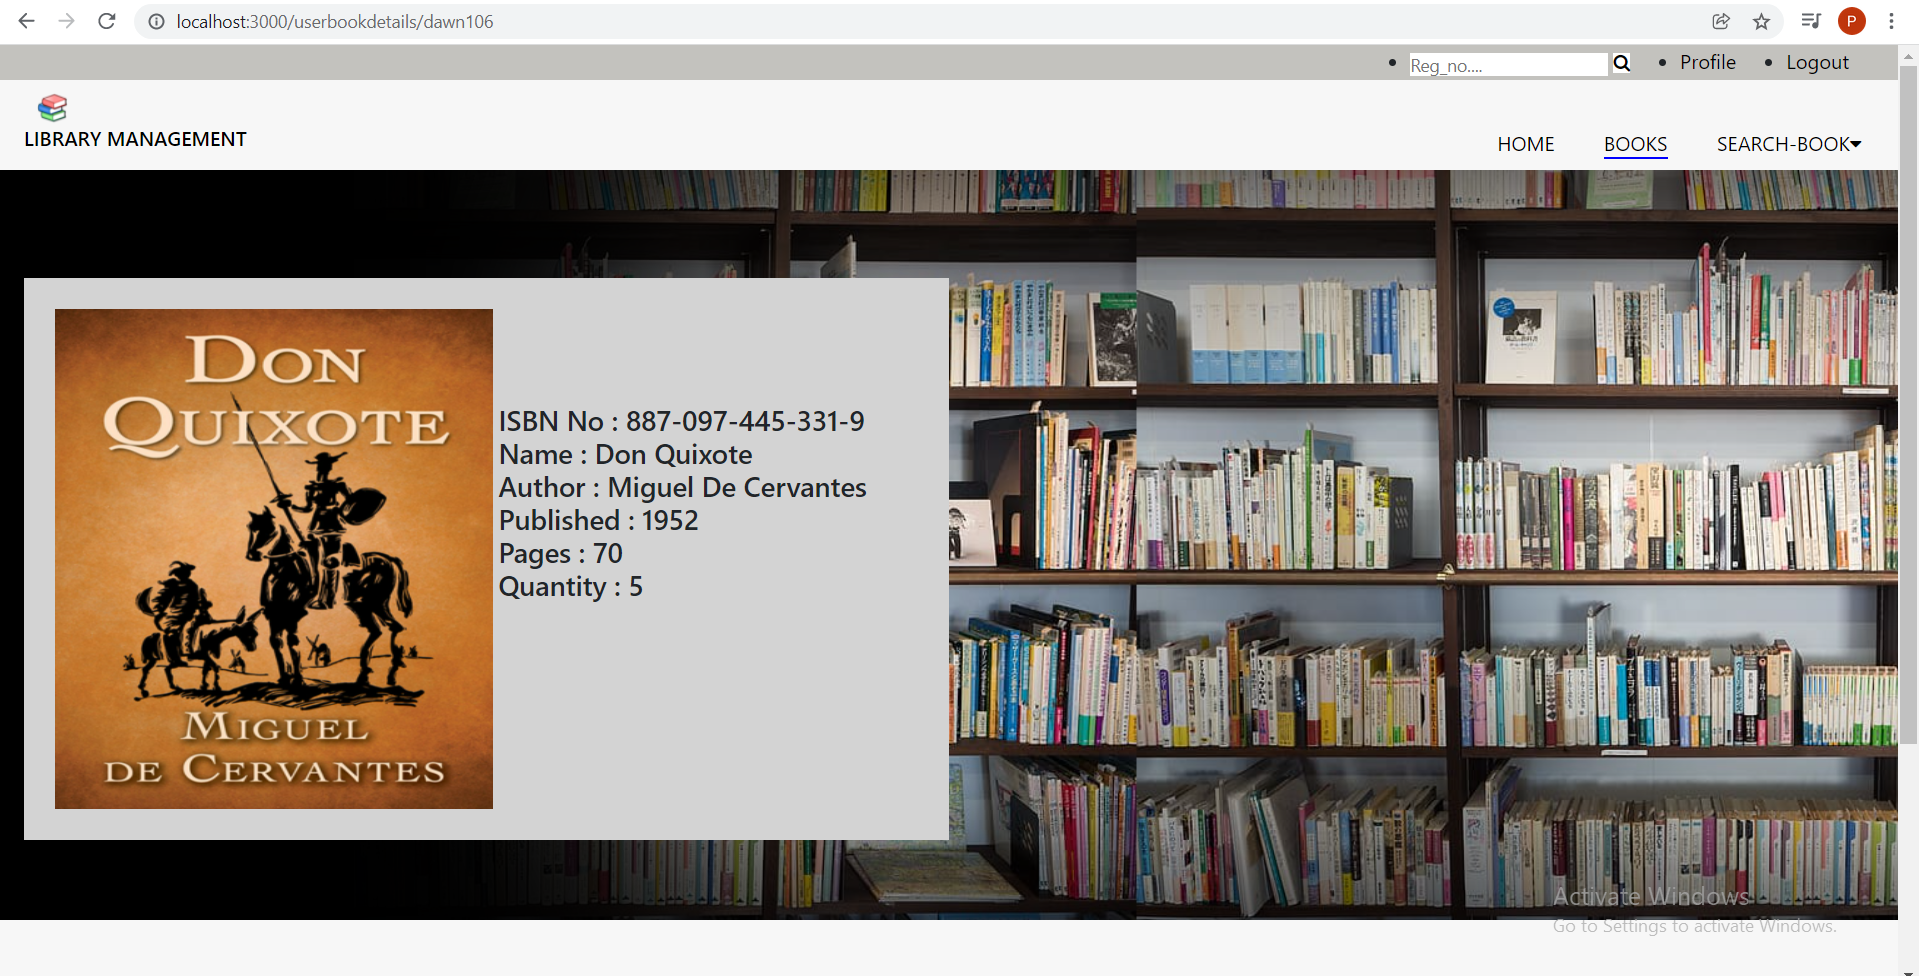 localhost:3000/userbookdetails/dawn106
P
Reg_no....
Profile
Logout
LIBRARY MANAGEMENT
HOME
BOOKS
SEARCH-BOOK
DON
QUIXOTE
MIGUEL
DE CERVANTES
ISBN No : 887-097-445-331-9
Name : Don Quixote
Author : Miguel De Cervantes
Published : 1952
Pages : 70
Quantity : 5
Activate Windows
Go to Settings to activate Windows.